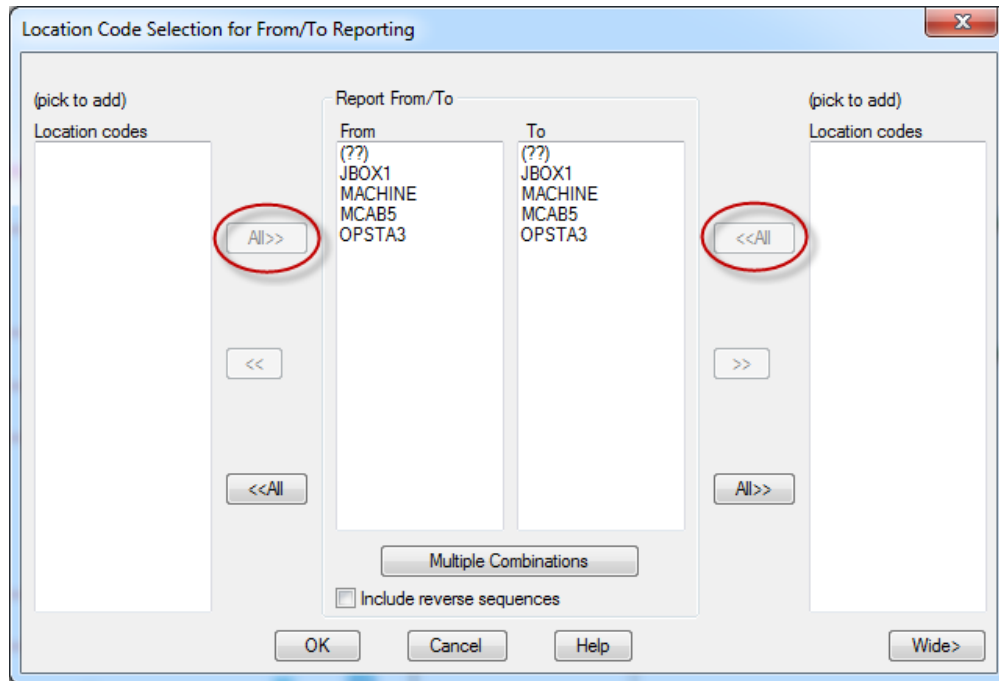 Location Code Selection for From/To Reporting
(pick to add)
Location codes
All>>
<<
<<All
Report From/To
From To
(??) (??)
JBOX1 JBOX1
MACHINE MACHINE
MCAB5 MCAB5
OPSTA3 OPSTA3
Multiple Combinations
Include reverse sequences
(pick to add)
Location codes
<<All
>>
All>>
OK Cancel Help Wide>